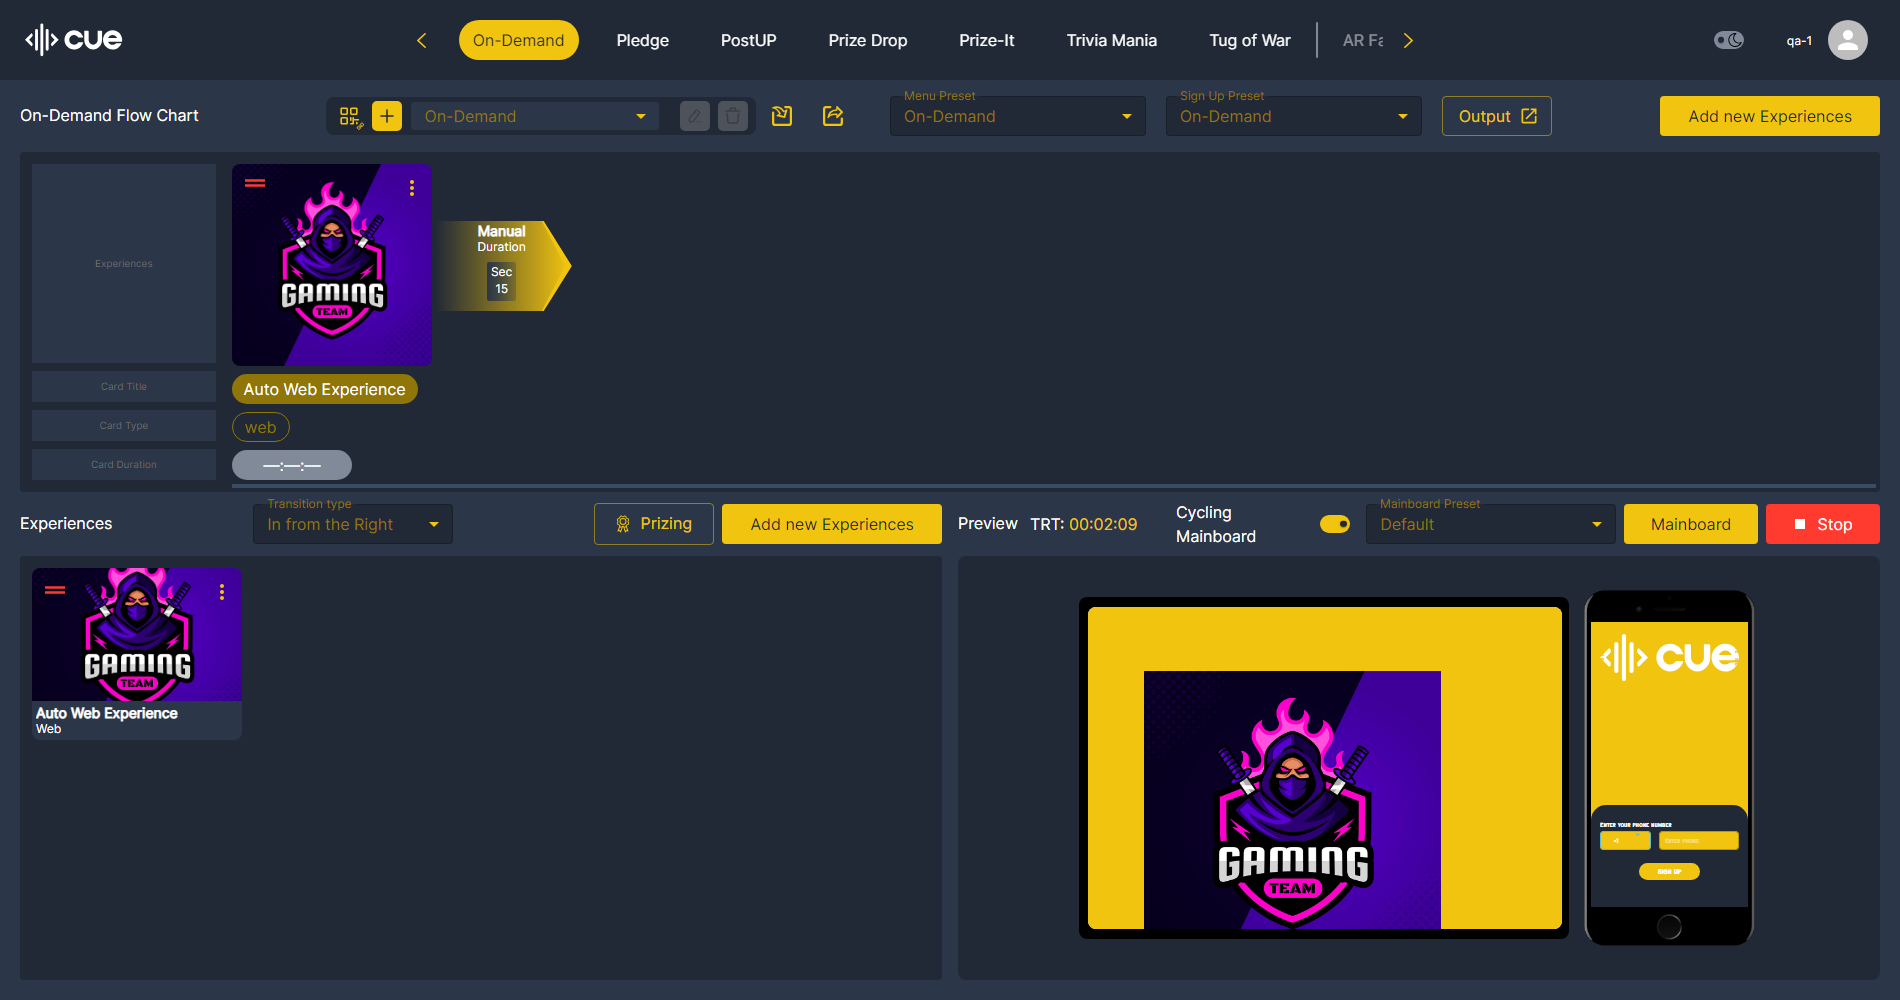 cue
On-Demand
Pledge
PostUP
Prize Drop
Prize-It
Trivia Mania
Tug of War
AR Fa
qa-1
On-Demand Flow Chart
On-Demand
Menu Preset
On-Demand
Sign Up Preset
On-Demand
Output
Add new Experiences
Experiences
GAMING
TEAM
Manual
Duration
Sec
15
Card Title
Auto Web Experience
Card Type
web
Card Duration
—:—:—
Experiences
Transition type
In from the Right
Prizing
Add new Experiences
Preview
TRT: 00:02:09
Cycling
Mainboard
Mainboard Preset
Default
Mainboard
Stop
GAMING
TEAM
Auto Web Experience
Web
GAMING
TEAM
cue
Enter your phone number
+1
Enter phone
Sign up